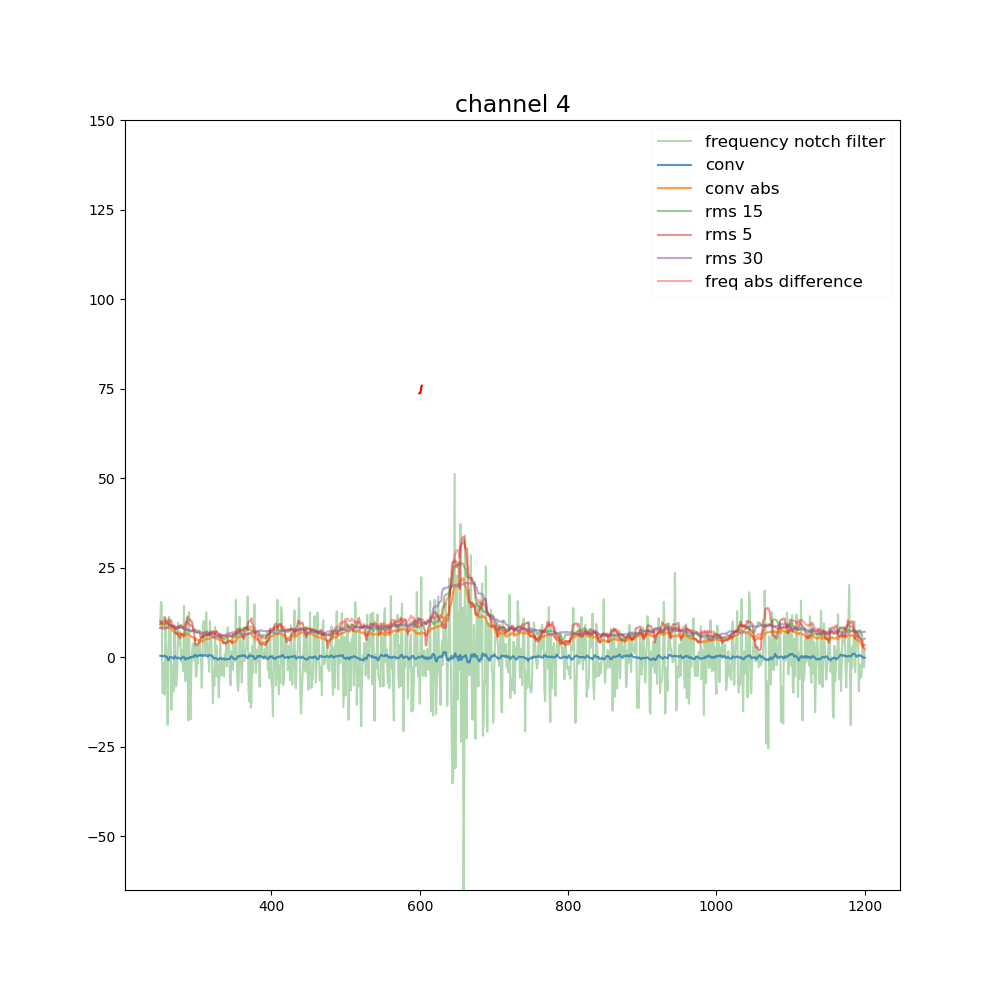 channel 4
150
125
100
75
50
25
0
−25
−50
400 600 800 1000 1200
frequency notch filter
conv
conv abs
rms 15
rms 5
rms 30
freq abs difference